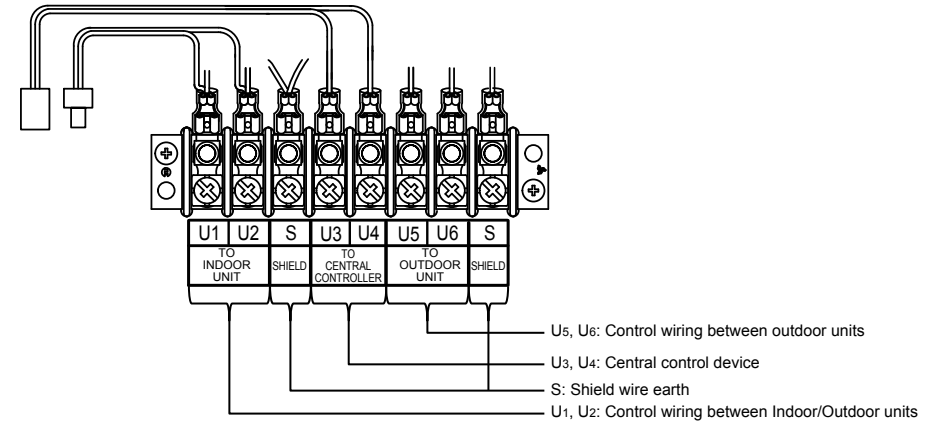 ®
U1 U2 S U3 U4 U5 U6 S
TO INDOOR UNIT
SHIELD
TO CENTRAL CONTROLLER
TO OUTDOOR UNIT
SHIELD
U5, U6: Control wiring between outdoor units
U3, U4: Central control device
S: Shield wire earth
U1, U2: Control wiring between Indoor/Outdoor units